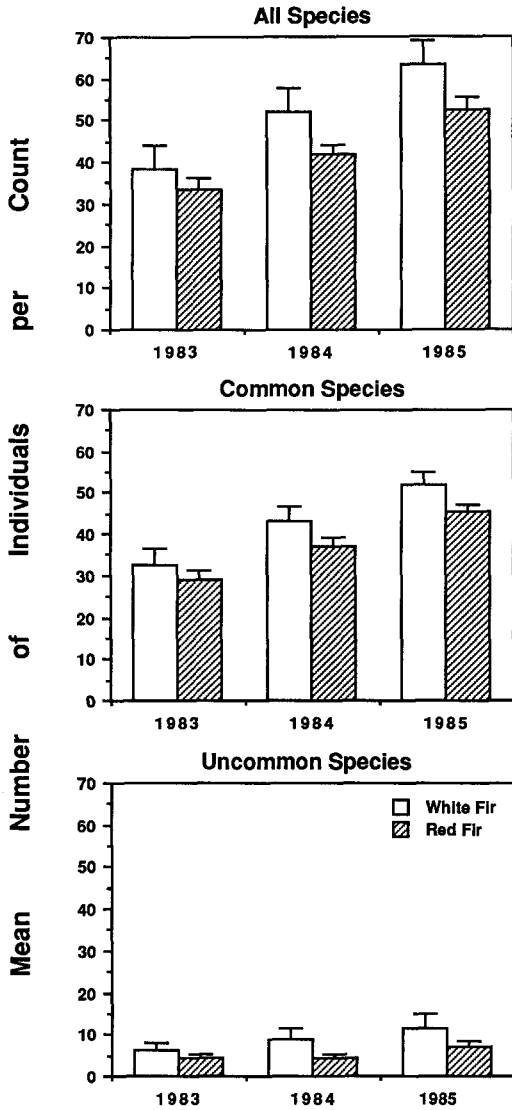 Mean Number of Individuals per Count
All Species
70
60
50
40
30
20
10
0
1983 1984 1985
Common Species
70
60
50
40
30
20
10
0
1983 1984 1985
Uncommon Species
70
60
50
40
30
20
10
0
White Fir
Red Fir
1983 1984 1985